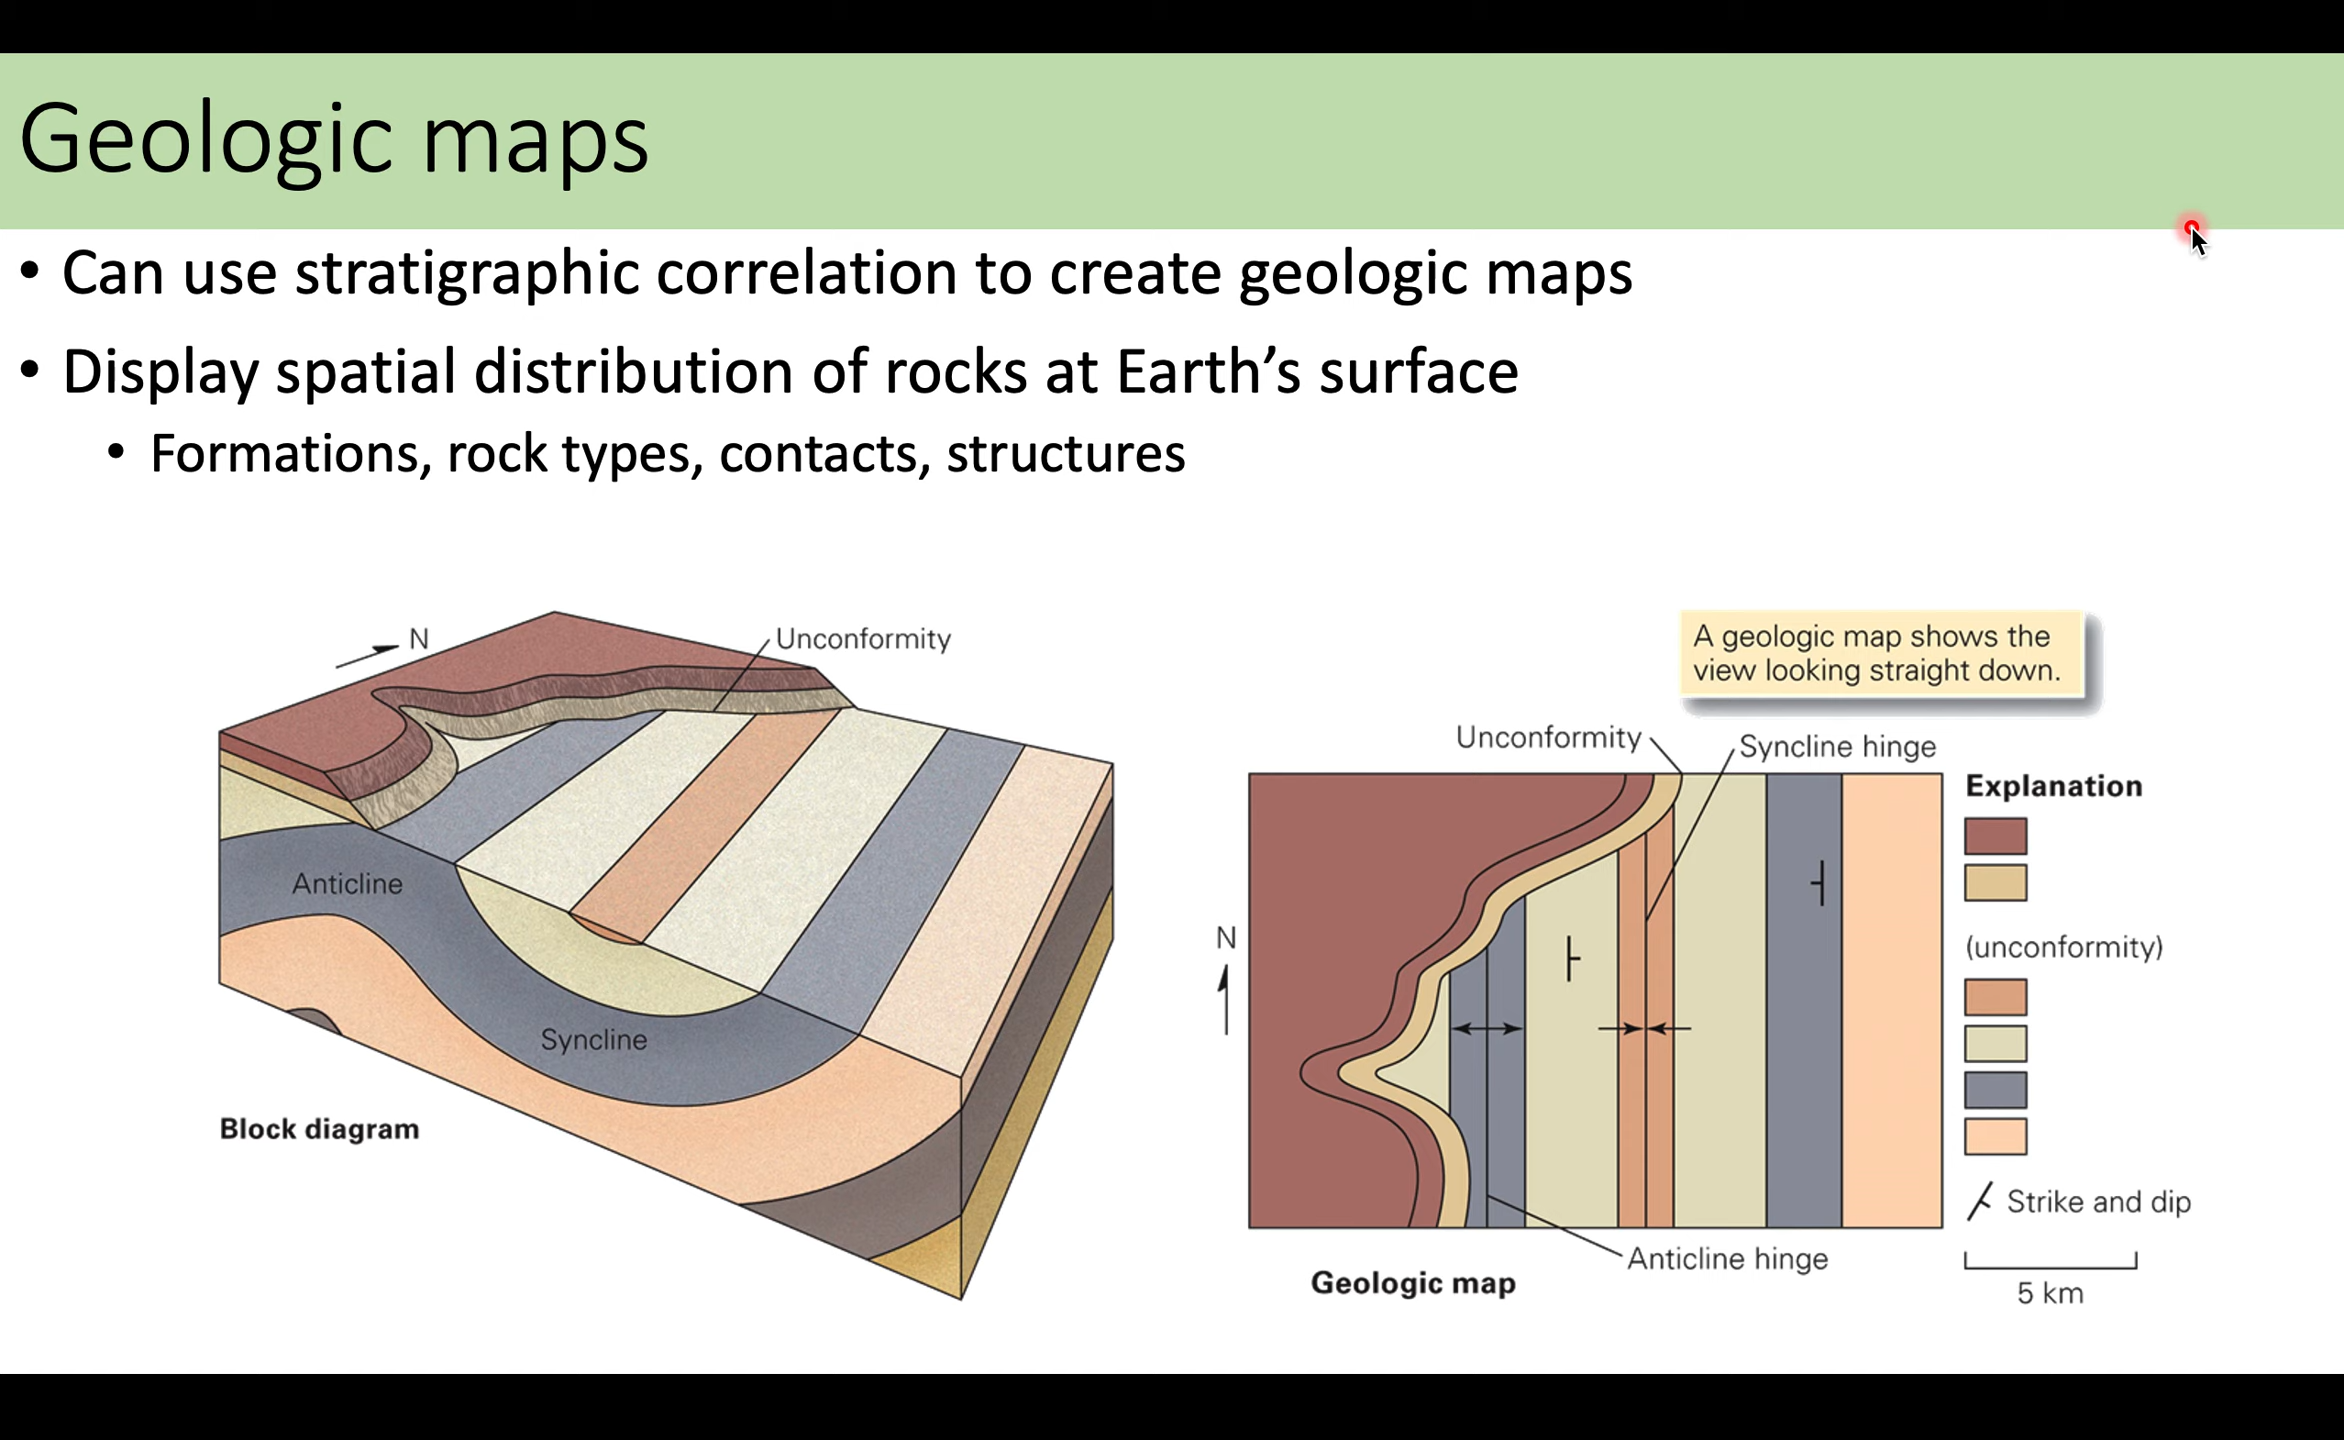 Geologic maps
• Can use stratigraphic correlation to create geologic maps
• Display spatial distribution of rocks at Earth’s surface
• Formations, rock types, contacts, structures
N
Unconformity
Anticline
Syncline
Block diagram
A geologic map shows the
view looking straight down.
Unconformity
Syncline hinge
N
Anticline hinge
Geologic map
Explanation
(unconformity)
Strike and dip
5 km